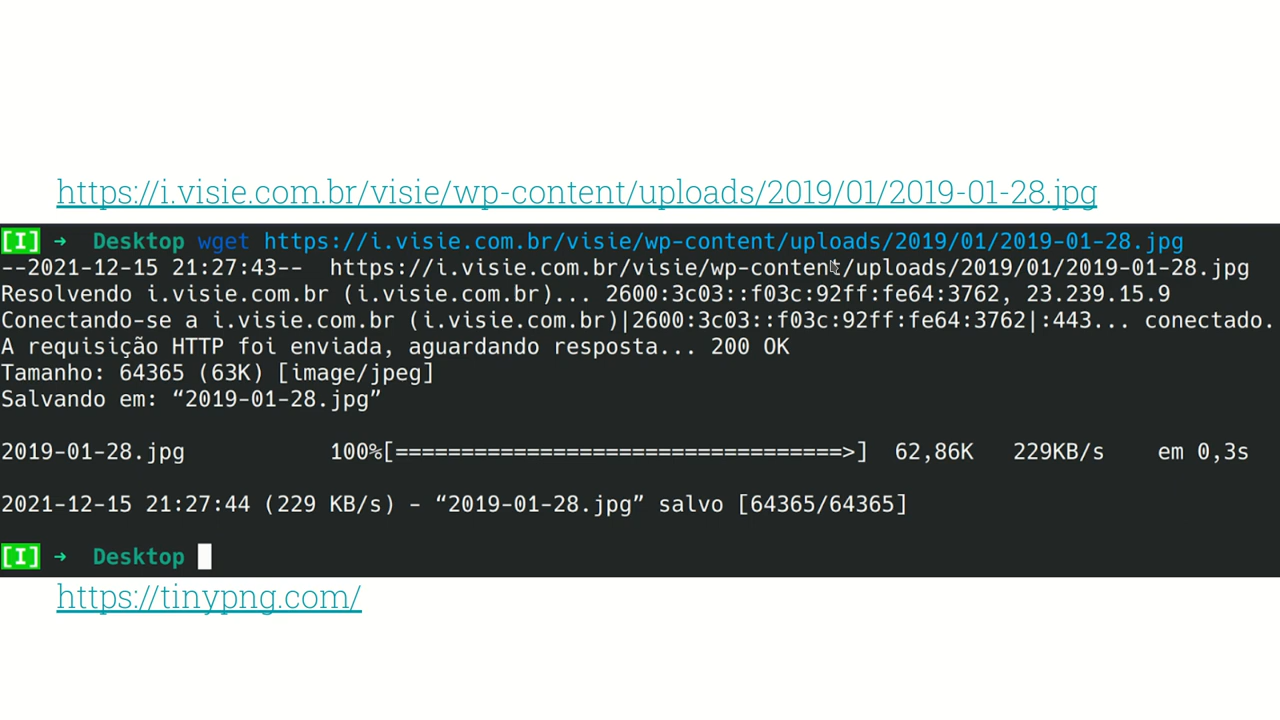 https://i.visie.com.br/visie/wp-content/uploads/2019/01/2019-01-28.jpg
[I] → Desktop wget https://i.visie.com.br/visie/wp-content/uploads/2019/01/2019-01-28.jpg
--2021-12-15 21:27:43-- https://i.visie.com.br/visie/wp-content/uploads/2019/01/2019-01-28.jpg
Resolvendo i.visie.com.br (i.visie.com.br)... 2600:3c03::f03c:92ff:fe64:3762, 23.239.15.9
Conectando-se a i.visie.com.br (i.visie.com.br)|2600:3c03::f03c:92ff:fe64:3762|:443... conectado.
A requisição HTTP foi enviada, aguardando resposta... 200 OK
Tamanho: 64365 (63K) [image/jpeg]
Salvando em: “2019-01-28.jpg”
2019-01-28.jpg 100%[==================================>] 62,86K 229KB/s em 0,3s
2021-12-15 21:27:44 (229 KB/s) - “2019-01-28.jpg” salvo [64365/64365]
[I] → Desktop
https://tinypng.com/